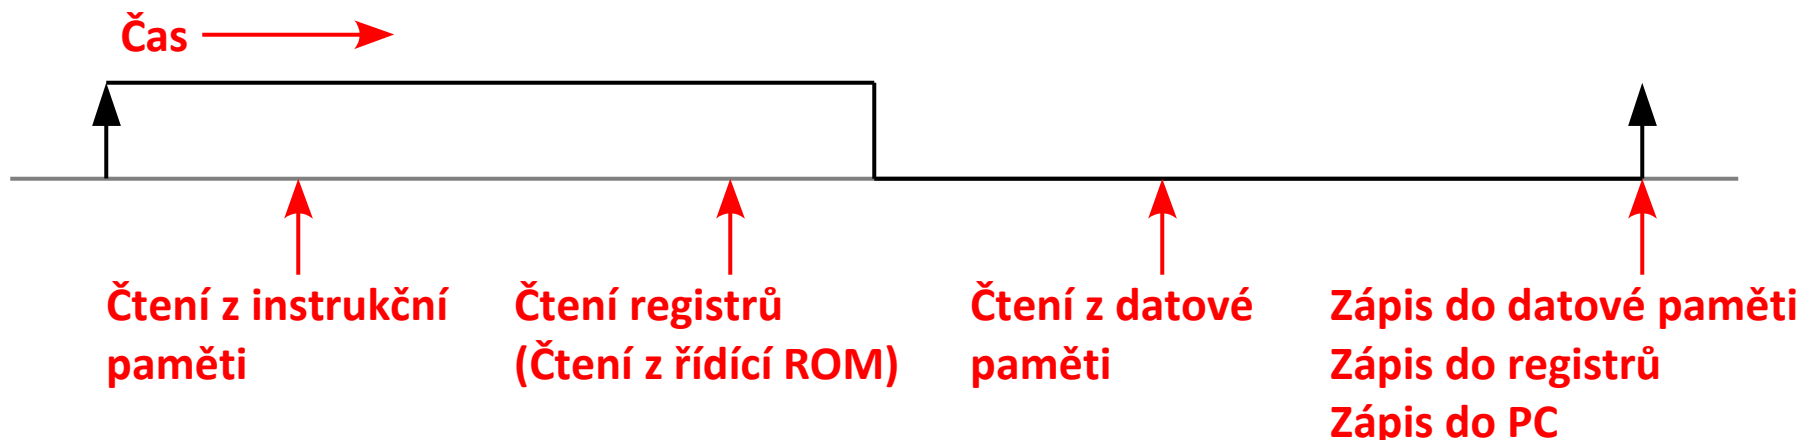 Čas
Čtení z instrukční
paměti
Čtení registrů
(Čtení z řídící ROM)
Čtení z datové
paměti
Zápis do datové paměti
Zápis do registrů
Zápis do PC